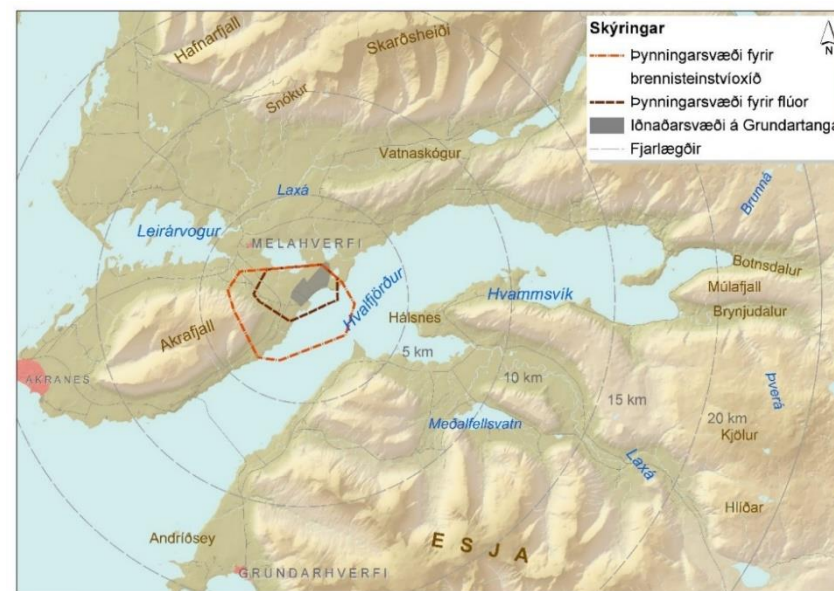 Skýringar
Þynningarsvæði fyrir
brennisteinstvíoxíð
Þynningarsvæði fyrir flúor
Iðnaðarsvæði á Grundartanga
Fjarlægðir
N
Hafnarfjall
Skarðsheiði
Snókur
Vatnaskógur
Laxá
Brunná
Leirárvogur
MELAHVERFI
Botnsdalur
Múlafjall
Hvammsvík
Hvalfjörður
Brynjudalur
Hálsnes
Akrafjall
5 km
AKRANES
10 km
15 km
Þverá
20 km
Meðalfellsvatn
Kjölur
Laxá
Hlíðar
Andríðsey
ESJA
GRUNDARHVERFI